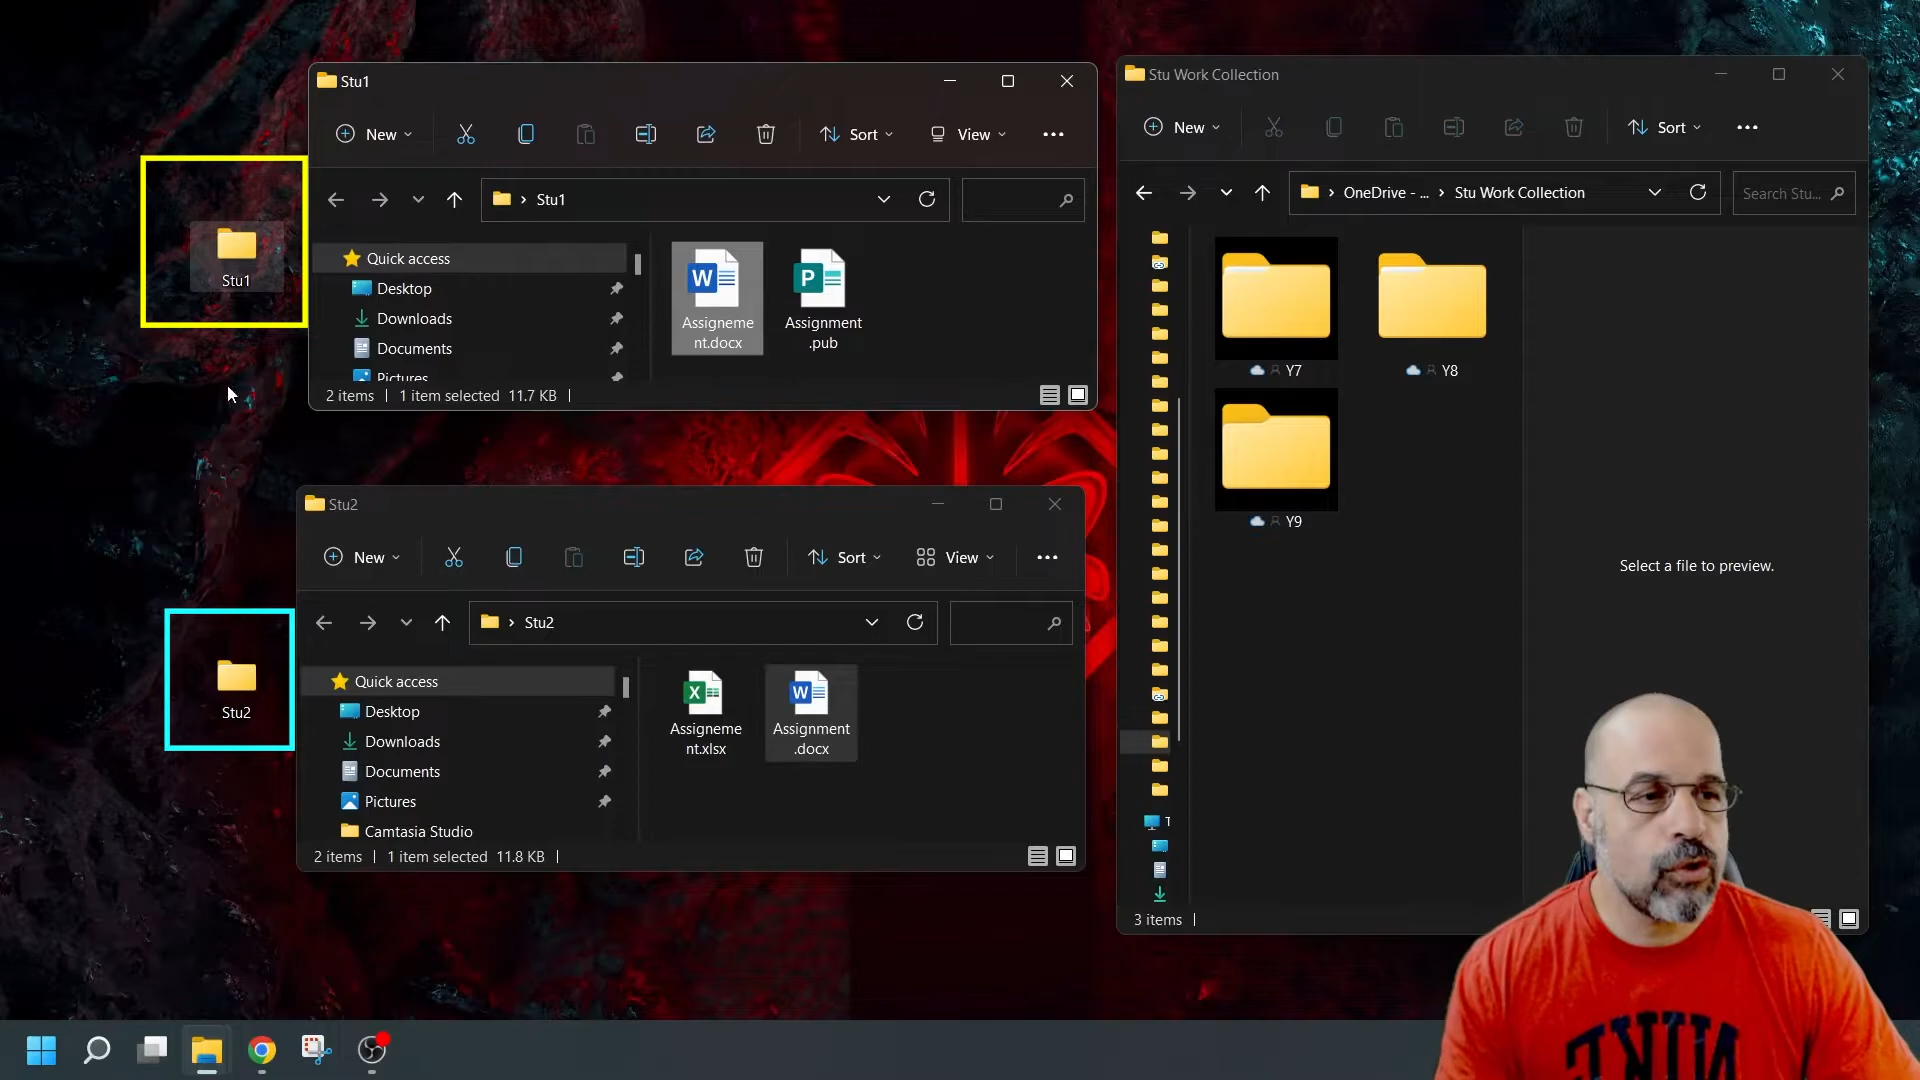 Stu1
New
Sort
View
Stu1
Quick access
Desktop
Downloads
Documents
Pictures
Assigneme
nt.docx
Assignment
.pub
2 items
1 item selected 11.7 KB
Stu1
Stu2
New
Sort
View
Stu2
Quick access
Desktop
Downloads
Documents
Pictures
Camtasia Studio
Assigneme
nt.xlsx
Assignment
.docx
2 items
1 item selected 11.8 KB
Stu2
Stu Work Collection
New
Sort
OneDrive - ...
Stu Work Collection
Search Stu...
Y7
Y8
Y9
Select a file to preview.
T
3 items